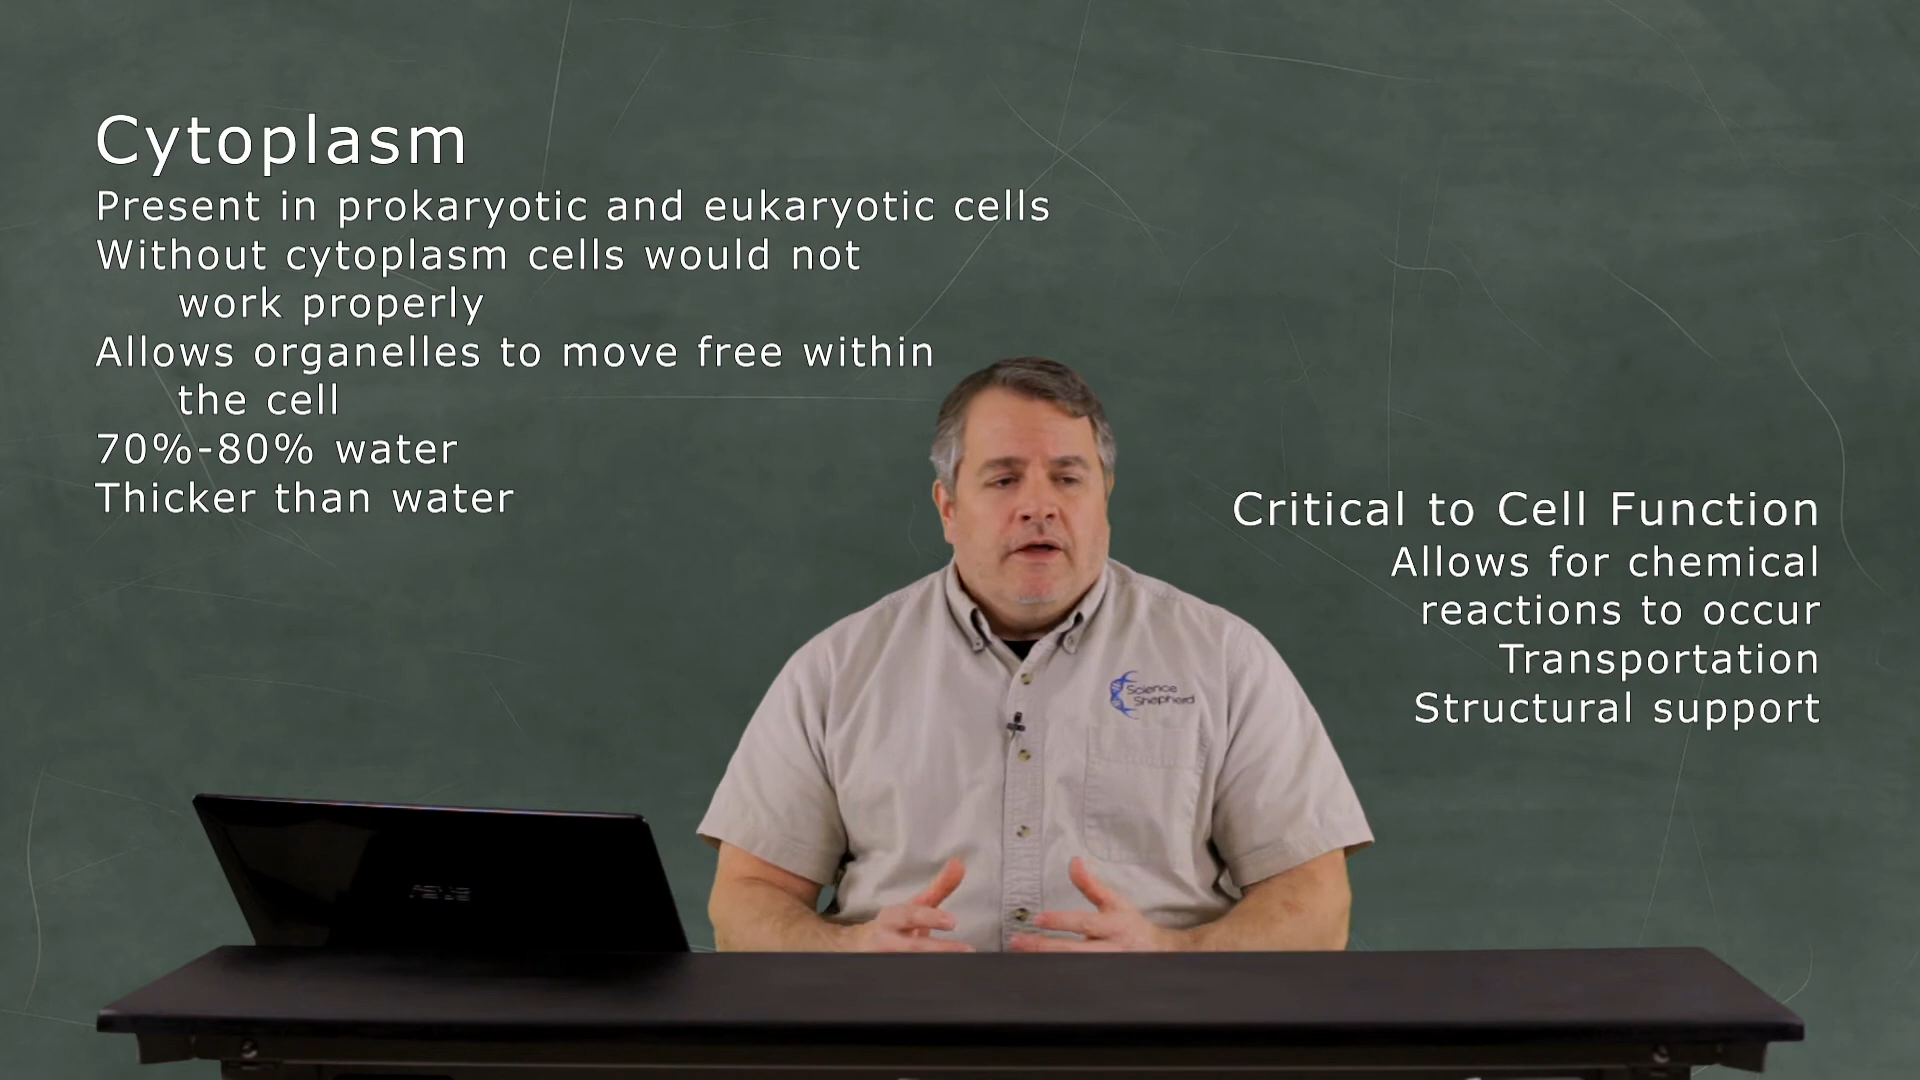 Cytoplasm
Present in prokaryotic and eukaryotic cells
Without cytoplasm cells would not
work properly
Allows organelles to move free within
the cell
70%-80% water
Thicker than water
Critical to Cell Function
Allows for chemical
reactions to occur
Transportation
Structural support
Science
Shepherd
ASUS